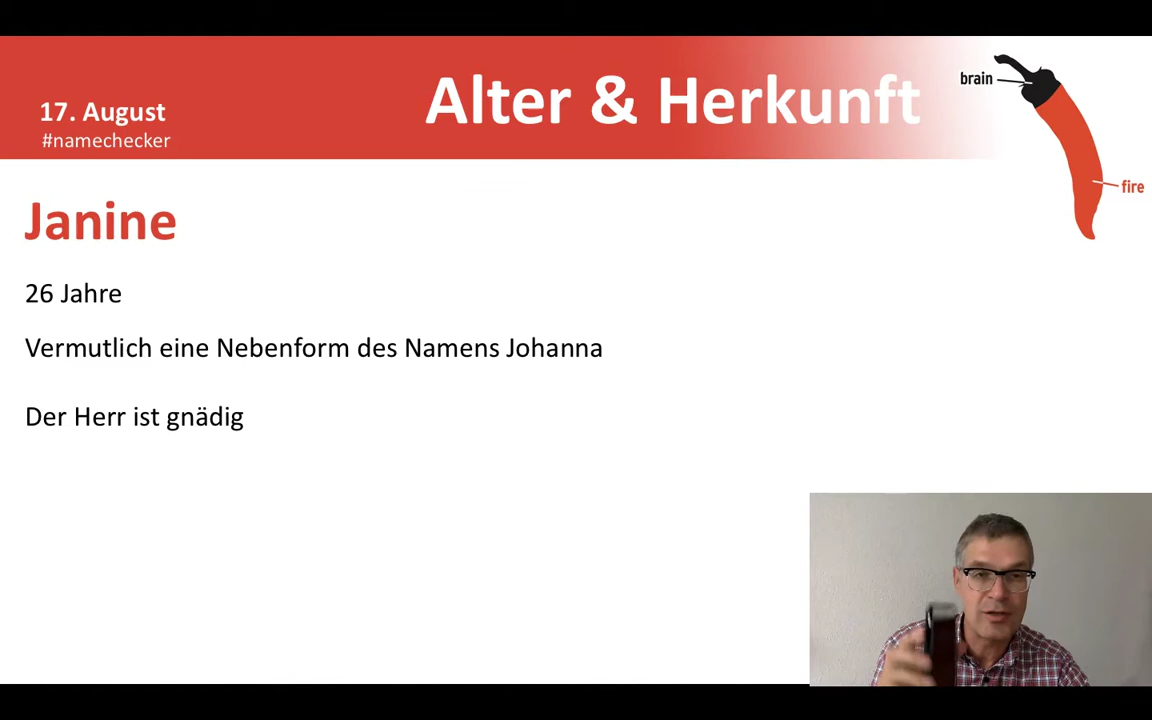 17. August
#namechecker
Alter & Herkunft
brain
fire
Janine
26 Jahre
Vermutlich eine Nebenform des Namens Johanna
Der Herr ist gnädig